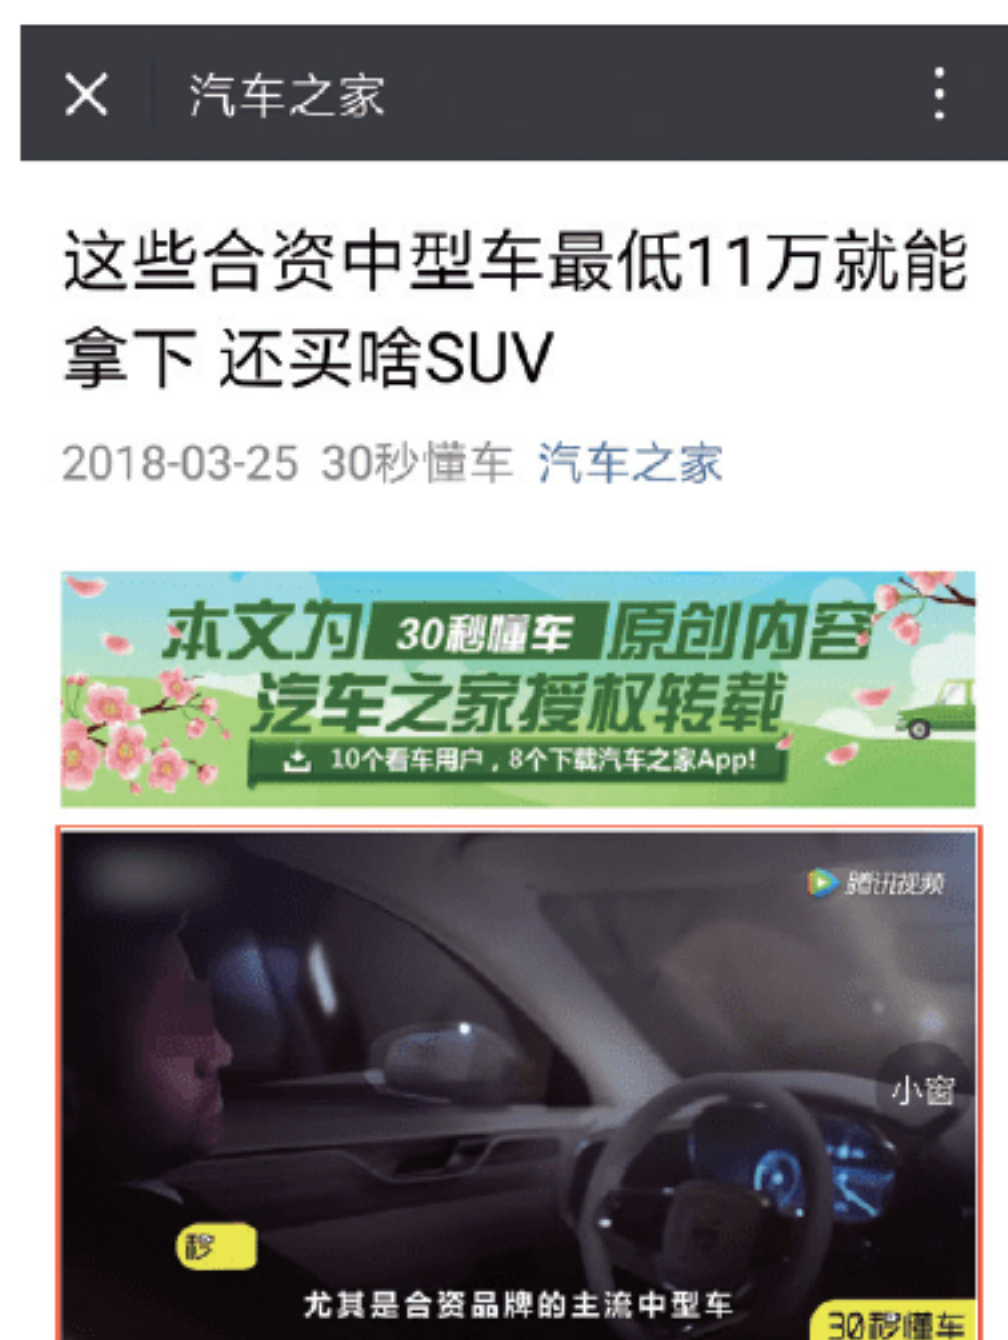 汽车之家
这些合资中型车最低11万就能
拿下 还买啥SUV
2018-03-25 30秒懂车 汽车之家
本文为30秒懂车原创内容
汽车之家授权转载
10个看车用户，8个下载汽车之家App!
腾讯视频
小窗
秒
尤其是合资品牌的主流中型车
30秒懂车